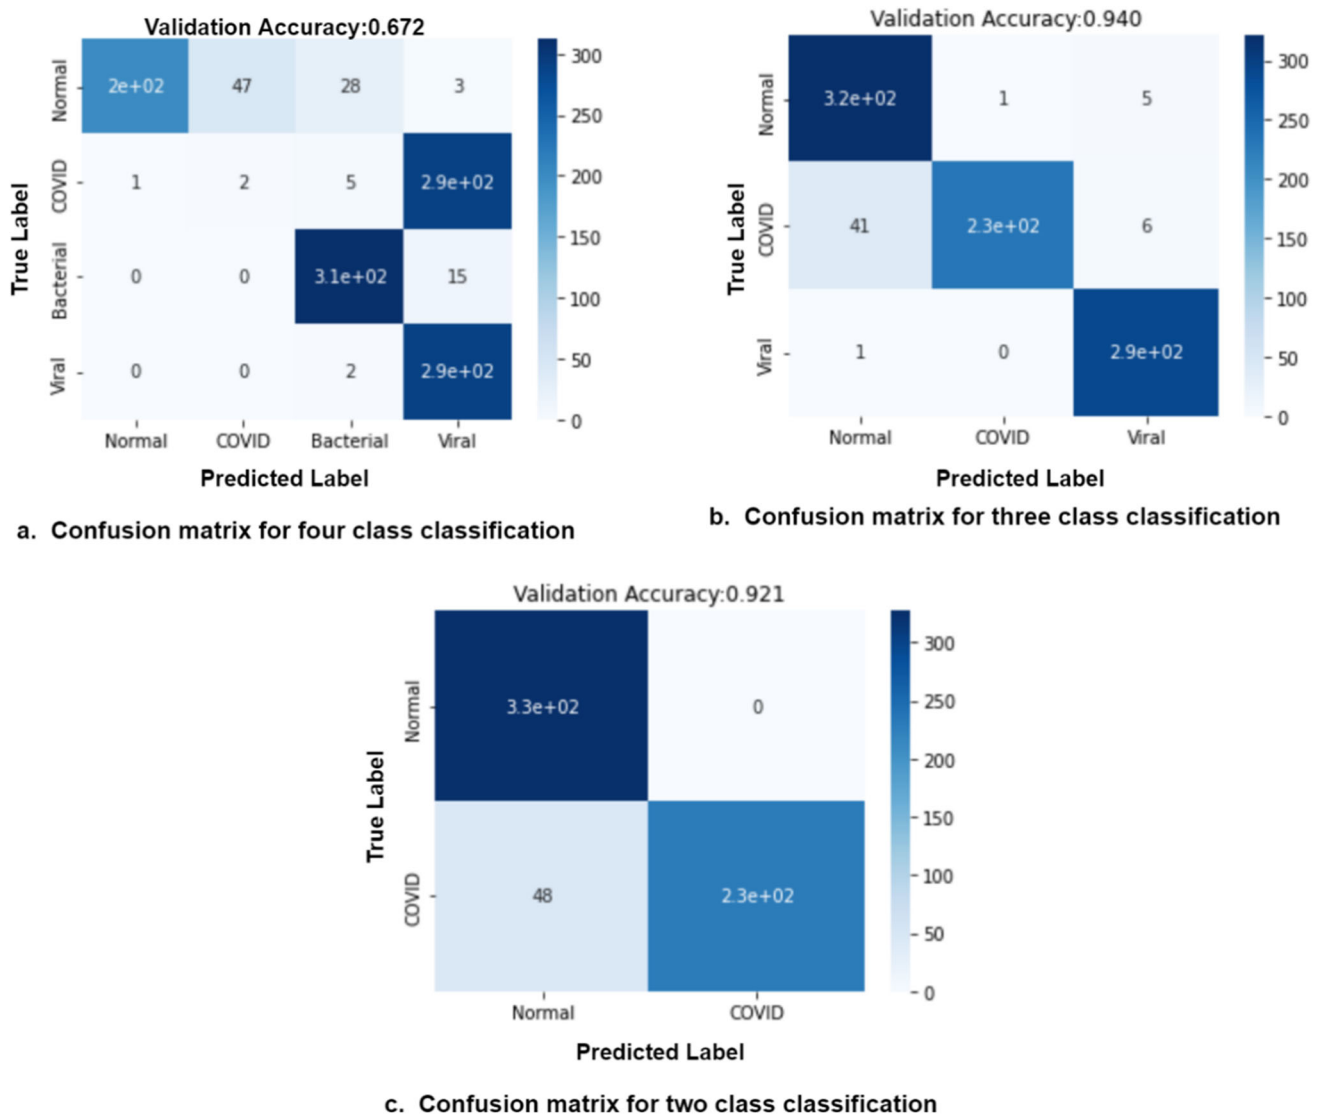 Validation Accuracy:0.672
Normal 2e+02 47 28 3
COVID 1 2 5 2.9e+02
Bacterial 0 0 3.1e+02 15
Viral 0 0 2 2.9e+02
Normal COVID Bacterial Viral
True Label
Predicted Label
300
250
200
150
100
50
0
a. Confusion matrix for four class classification
Validation Accuracy:0.940
Normal 3.2e+02 1 5
COVID 41 2.3e+02 6
Viral 1 0 2.9e+02
Normal COVID Viral
True Label
Predicted Label
300
250
200
150
100
50
0
b. Confusion matrix for three class classification
Validation Accuracy:0.921
Normal 3.3e+02 0
COVID 48 2.3e+02
Normal COVID
True Label
Predicted Label
300
250
200
150
100
50
0
c. Confusion matrix for two class classification